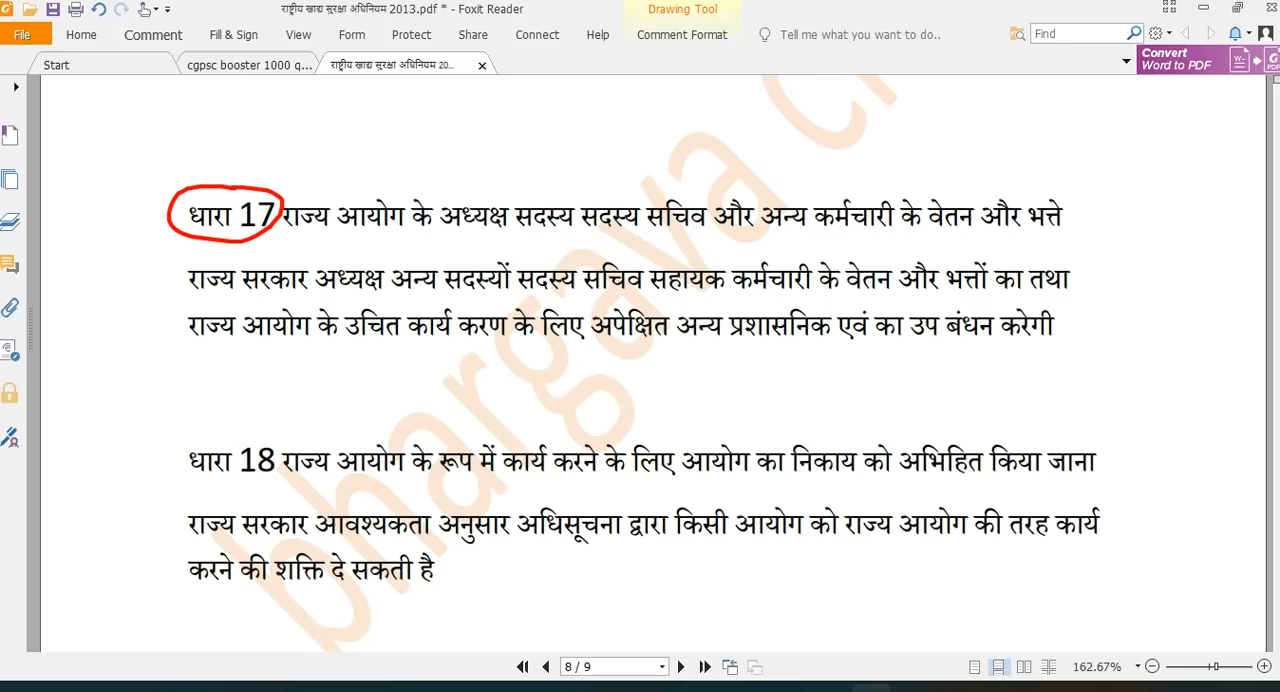 राष्ट्रीय खाद्य सुरक्षा अधिनियम 2013.pdf * - Foxit Reader
Drawing Tool
File Home Comment Fill & Sign View Form Protect Share Connect Help Comment Format Tell me what you want to do.. Find
Start cgpsc booster 1000 q... राष्ट्रीय खाद्य सुरक्षा अधिनियम 20...
Convert
Word to PDF
धारा 17 राज्य आयोग के अध्यक्ष सदस्य सदस्य सचिव और अन्य कर्मचारी के वेतन और भत्ते
राज्य सरकार अध्यक्ष अन्य सदस्यों सदस्य सचिव सहायक कर्मचारी के वेतन और भत्तों का तथा
राज्य आयोग के उचित कार्य करण के लिए अपेक्षित अन्य प्रशासनिक एवं का उप बंधन करेगी
धारा 18 राज्य आयोग के रूप में कार्य करने के लिए आयोग का निकाय को अभिहित किया जाना
राज्य सरकार आवश्यकता अनुसार अधिसूचना द्वारा किसी आयोग को राज्य आयोग की तरह कार्य
करने की शक्ति दे सकती है
bhargava
8 / 9
162.67%